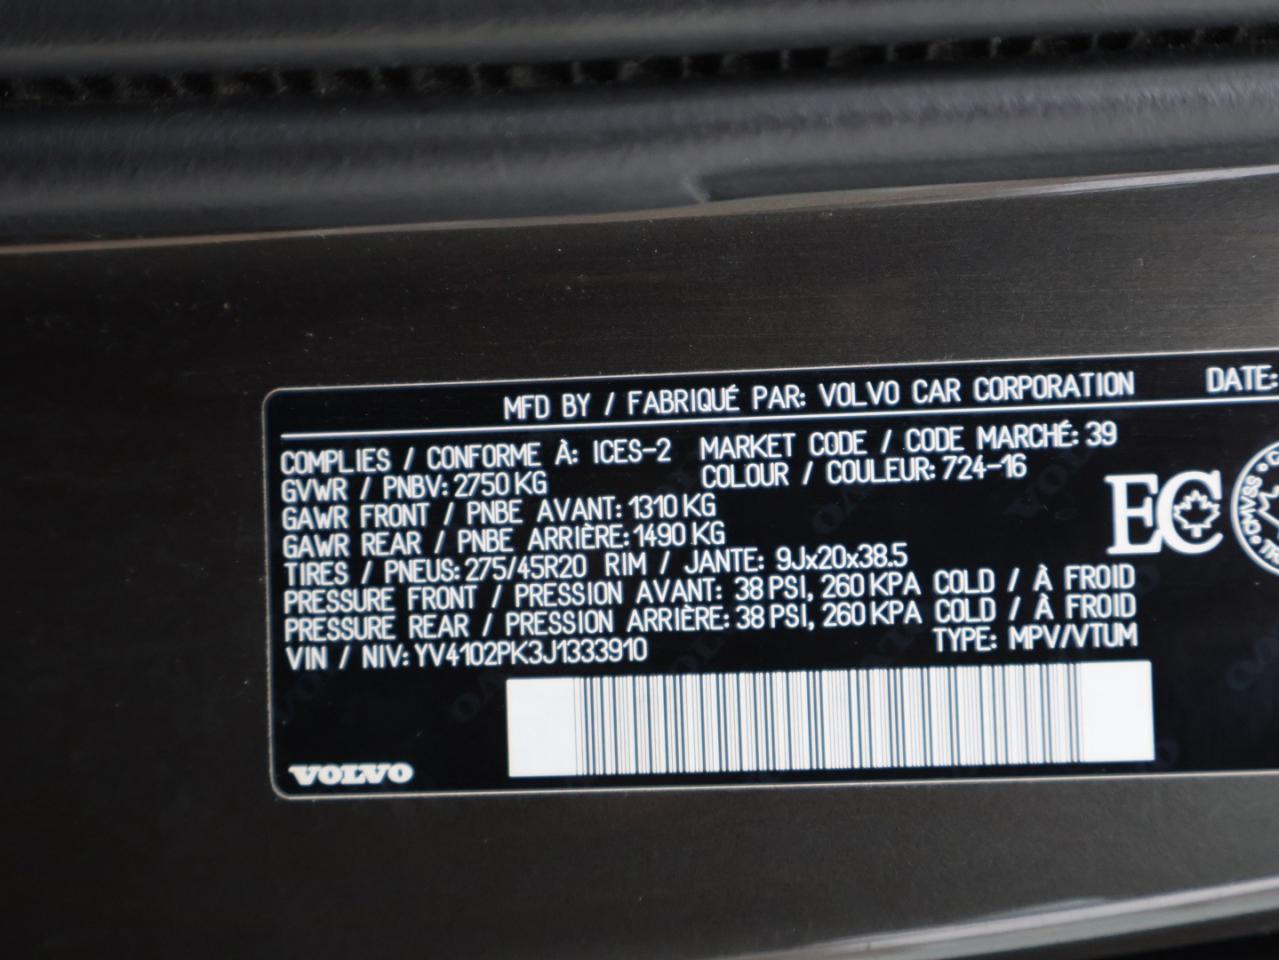 MFD BY / FABRIQUÉ PAR: VOLVO CAR CORPORATION DATE:
COMPLIES / CONFORME À: ICES-2 MARKET CODE / CODE MARCHÉ: 39
GVWR / PNBV: 2750 KG COLOUR / COULEUR: 724-16
GAWR FRONT / PNBE AVANT: 1310 KG
GAWR REAR / PNBE ARRIÈRE: 1490 KG
TIRES / PNEUS: 275/45R20 RIM / JANTE: 9Jx20x38.5
PRESSURE FRONT / PRESSION AVANT: 38 PSI, 260 KPA COLD / À FROID
PRESSURE REAR / PRESSION ARRIÈRE: 38 PSI, 260 KPA COLD / À FROID
VIN / NIV: YV4102PK3J1333910 TYPE: MPV/VTUM
EC
VOLVO